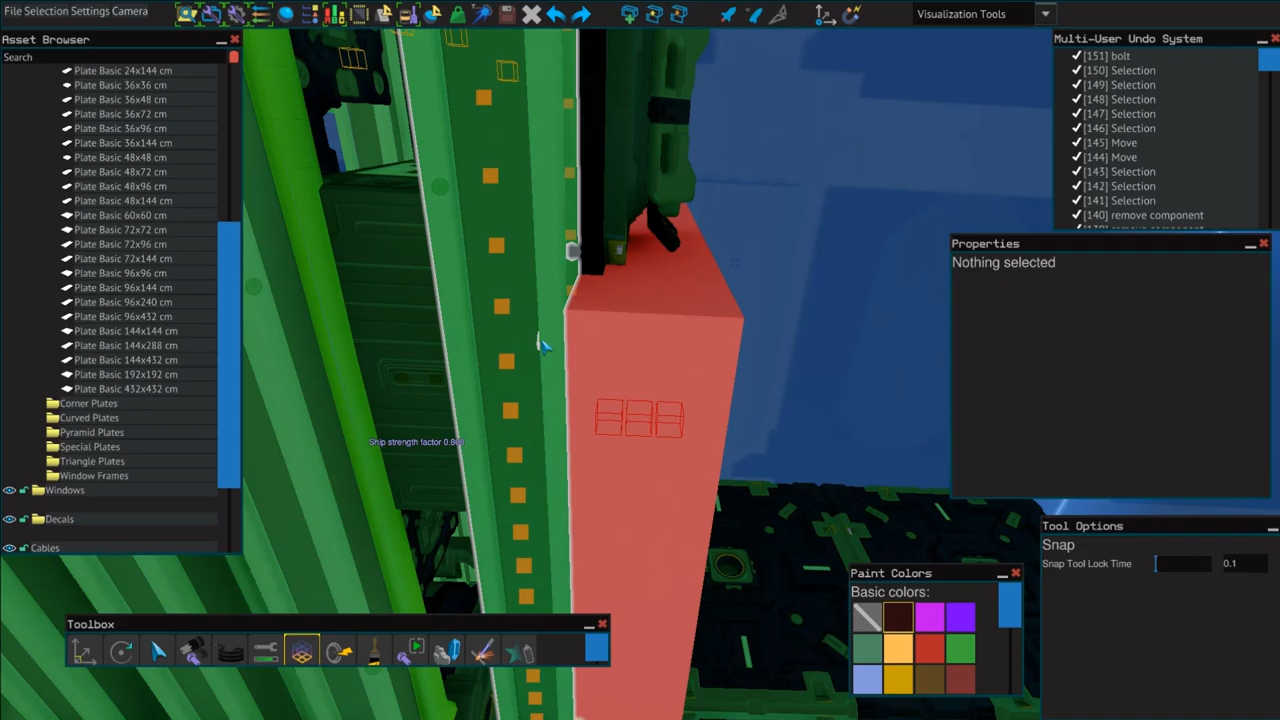 File Selection Settings Camera
Visualization Tools
Asset Browser
Search
Plate Basic 24x144 cm
Plate Basic 36x36 cm
Plate Basic 36x48 cm
Plate Basic 36x72 cm
Plate Basic 36x96 cm
Plate Basic 36x144 cm
Plate Basic 48x48 cm
Plate Basic 48x72 cm
Plate Basic 48x96 cm
Plate Basic 48x144 cm
Plate Basic 60x60 cm
Plate Basic 72x72 cm
Plate Basic 72x96 cm
Plate Basic 72x144 cm
Plate Basic 96x96 cm
Plate Basic 96x144 cm
Plate Basic 96x240 cm
Plate Basic 96x432 cm
Plate Basic 144x144 cm
Plate Basic 144x288 cm
Plate Basic 144x432 cm
Plate Basic 192x192 cm
Plate Basic 432x432 cm
Corner Plates
Curved Plates
Pyramid Plates
Special Plates
Triangle Plates
Window Frames
Windows
Decals
Cables
Ship strength factor 0.808
Toolbox
Multi-User Undo System
[151] bolt
[150] Selection
[149] Selection
[148] Selection
[147] Selection
[146] Selection
[145] Move
[144] Move
[143] Selection
[142] Selection
[141] Selection
[140] remove component
Properties
Nothing selected
Tool Options
Snap
Snap Tool Lock Time 0.1
Paint Colors
Basic colors: